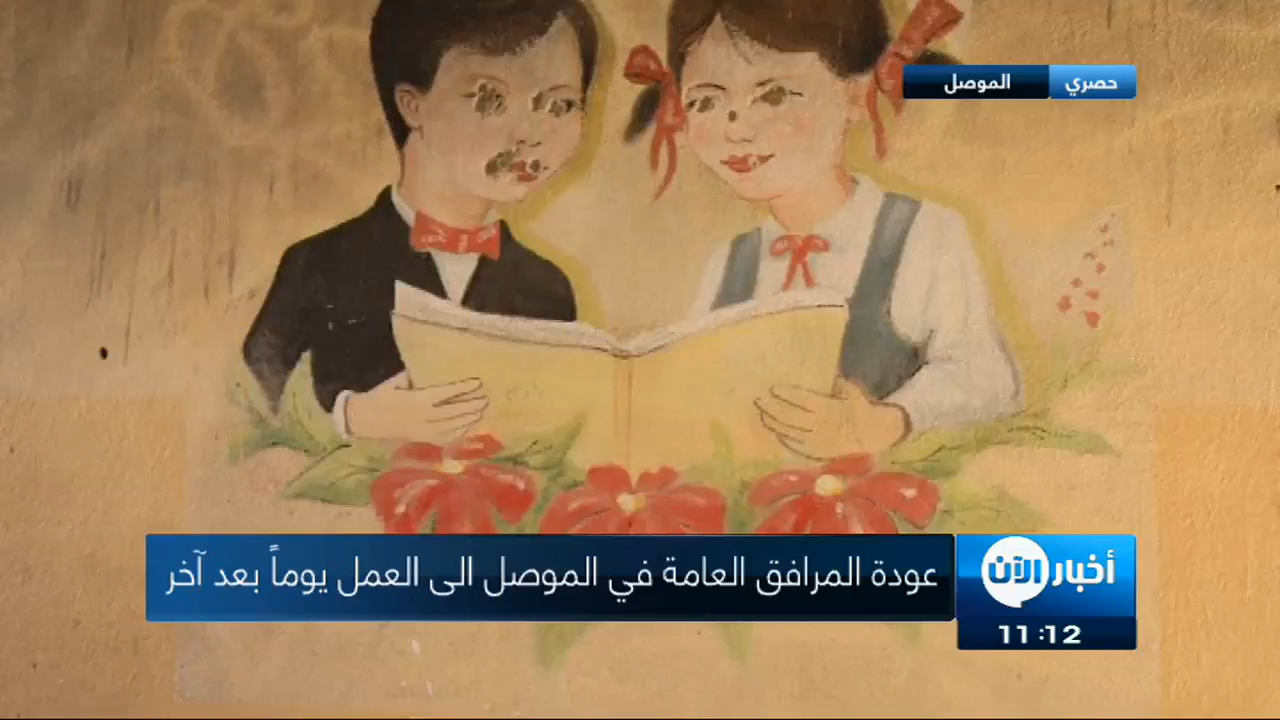 حصري الموصل
عودة المرافق العامة في الموصل الى العمل يوماً بعد آخر
أخبار الآن
11:12